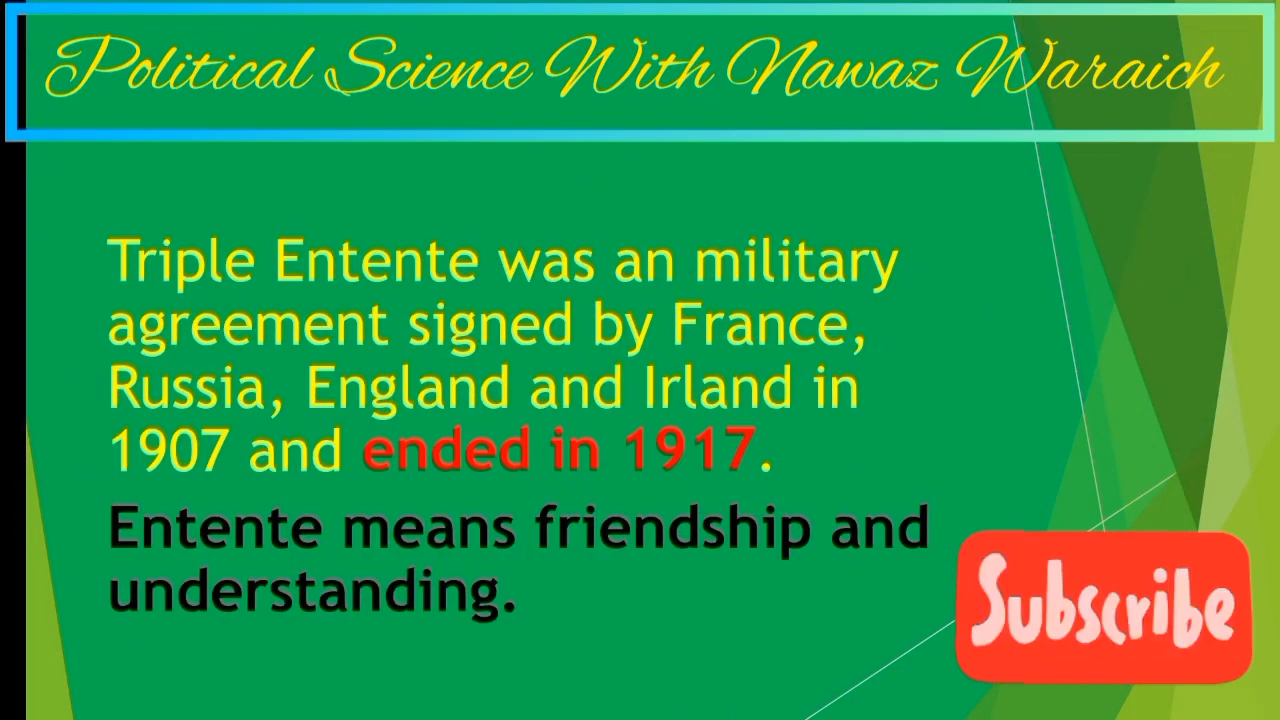 Political Science With Nawaz Waraich
Triple Entente was an military
agreement signed by France,
Russia, England and Irland in
1907 and ended in 1917.
Entente means friendship and
understanding.
Subscribe